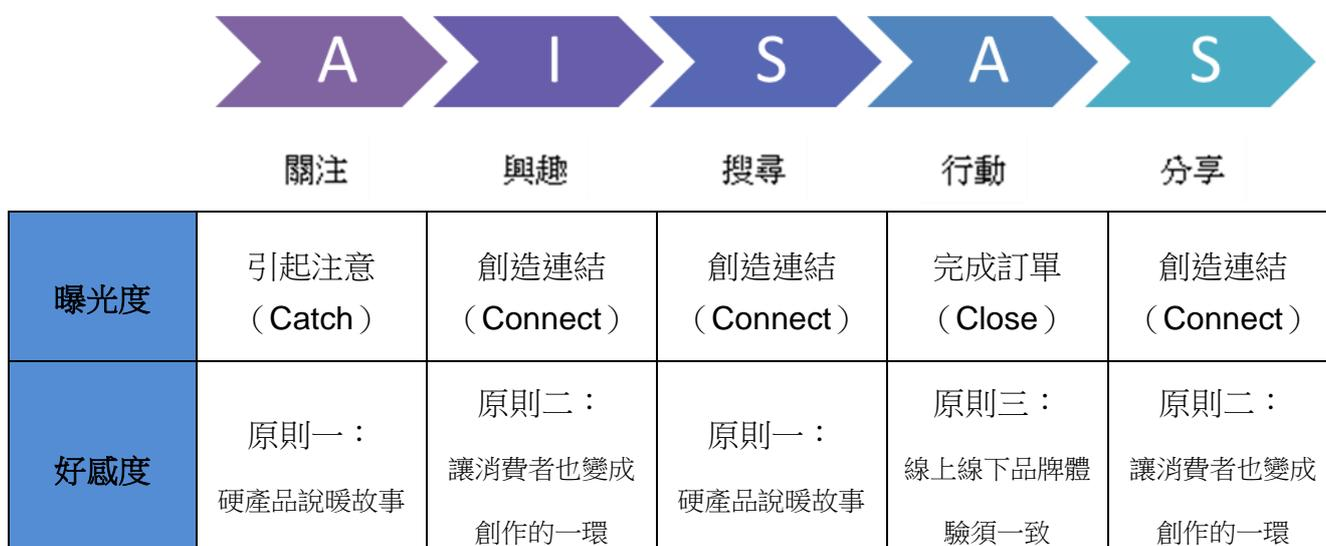 A I S A S
關注 興趣 搜尋 行動 分享
曝光度
引起注意
（Catch）
創造連結
（Connect）
創造連結
（Connect）
完成訂單
（Close）
創造連結
（Connect）
好感度
原則一：
硬產品說暖故事
原則二：
讓消費者也變成
創作的一環
原則一：
硬產品說暖故事
原則三：
線上線下品牌體
驗須一致
原則二：
讓消費者也變成
創作的一環